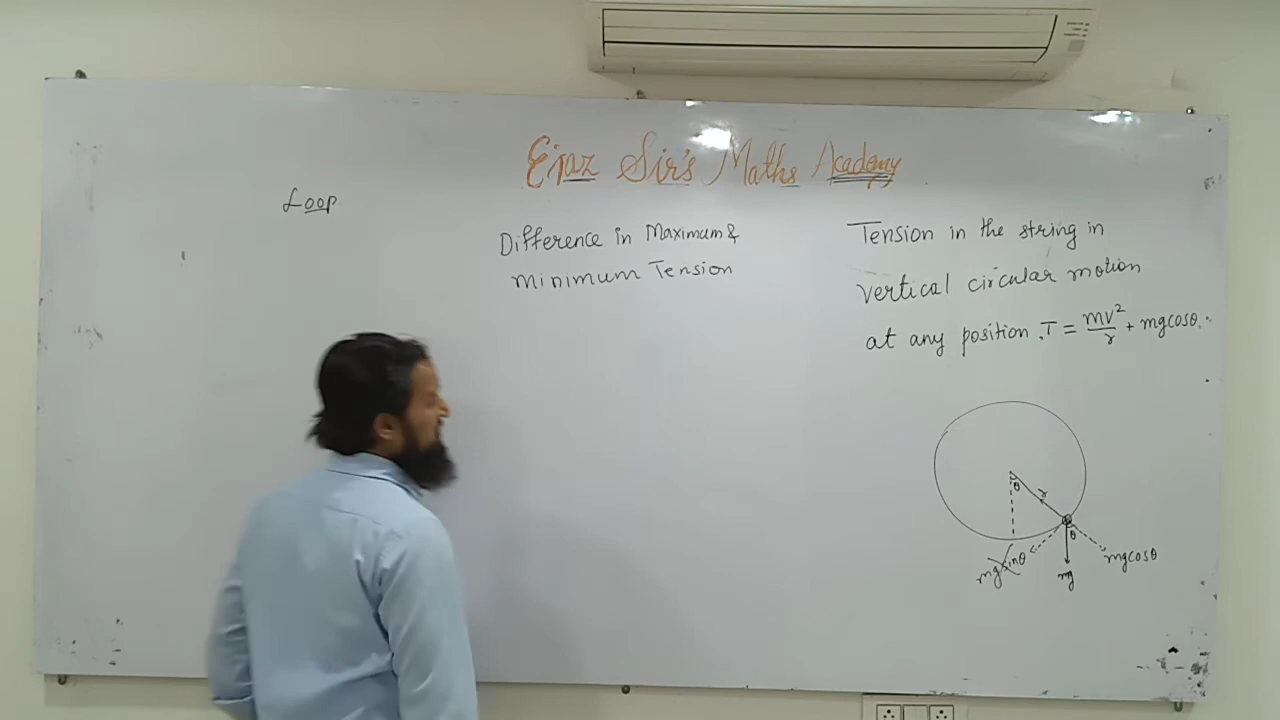 Ejaz Sir's Maths Academy
Loop
Difference in Maximum &
Minimum Tension
Tension in the string in
vertical circular motion
at any position. T = mv²/r + mgcosθ.
θ
r
θ
mgsinθ
mg
mgcosθ